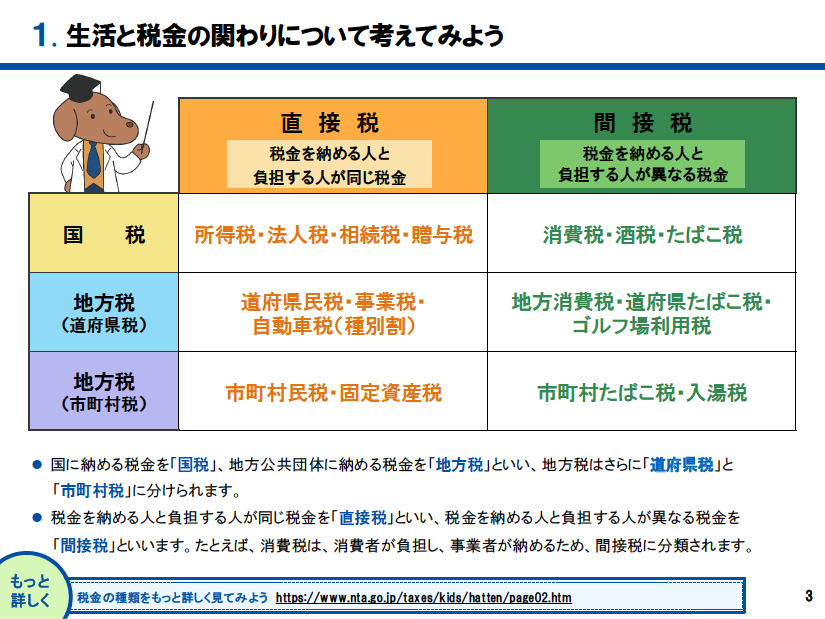 1. 生活と税金の関わりについて考えてみよう
直 接 税
税金を納める人と
負担する人が同じ税金
間 接 税
税金を納める人と
負担する人が異なる税金
国　税
所得税・法人税・相続税・贈与税
消費税・酒税・たばこ税
地方税
（道府県税）
道府県民税・事業税・
自動車税（種別割）
地方消費税・道府県たばこ税・
ゴルフ場利用税
地方税
（市町村税）
市町村民税・固定資産税
市町村たばこ税・入湯税
● 国に納める税金を「国税」、地方公共団体に納める税金を「地方税」といい、地方税はさらに「道府県税」と
「市町村税」に分けられます。
● 税金を納める人と負担する人が同じ税金を「直接税」といい、税金を納める人と負担する人が異なる税金を
「間接税」といいます。たとえば、消費税は、消費者が負担し、事業者が納めるため、間接税に分類されます。
もっと
詳しく
税金の種類をもっと詳しく見てみよう https://www.nta.go.jp/taxes/kids/hatten/page02.htm
3